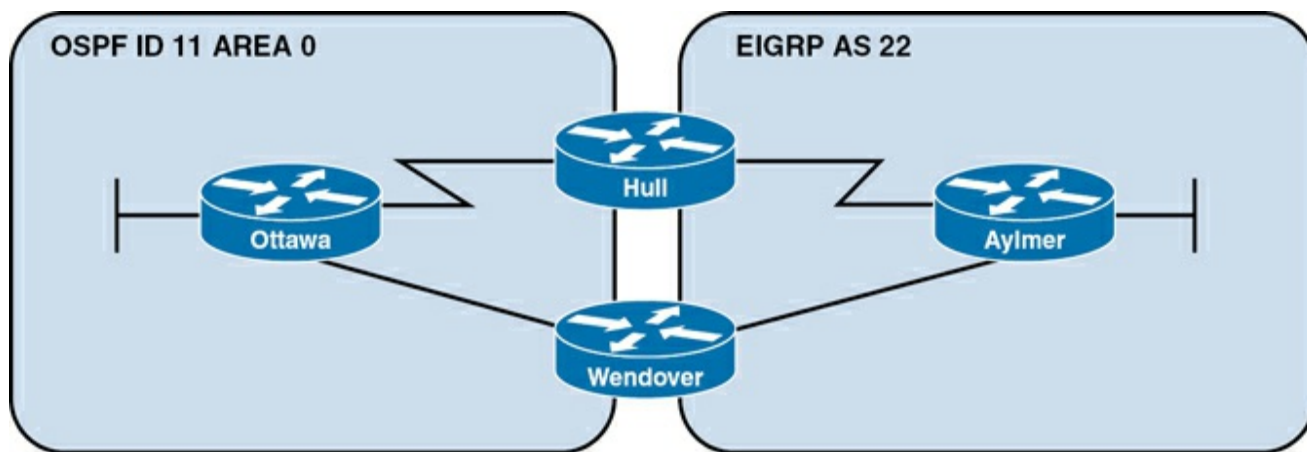 OSPF ID 11 AREA 0
EIGRP AS 22
Hull
Ottawa
Aylmer
Wendover